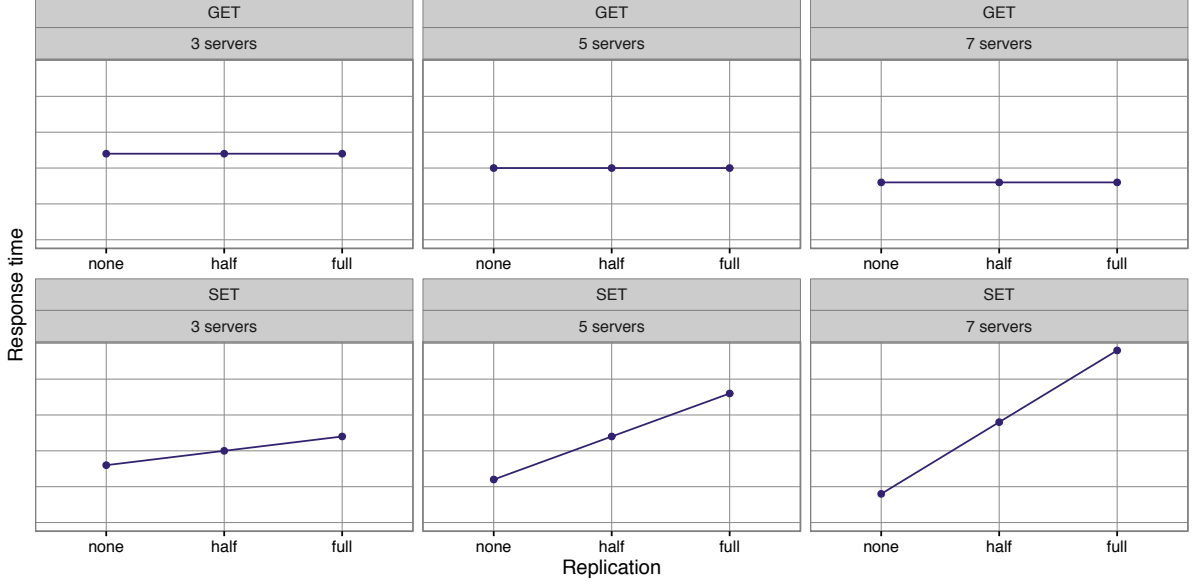 GET
GET
GET
3 servers
5 servers
7 servers
none
half
full
none
half
full
none
half
full
SET
SET
SET
3 servers
5 servers
7 servers
none
half
full
none
half
full
none
half
full
Response time
Replication